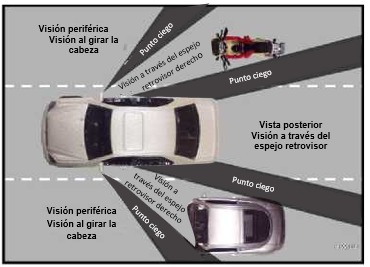 Visión periférica
Visión al girar la
cabeza
Punto ciego
Visión a través del espejo
retrovisor derecho
Punto ciego
Vista posterior
Visión a través del
espejo retrovisor
Punto ciego
Visión a
través del espejo
retrovisor derecho
Punto ciego
Visión periférica
Visión al girar la
cabeza